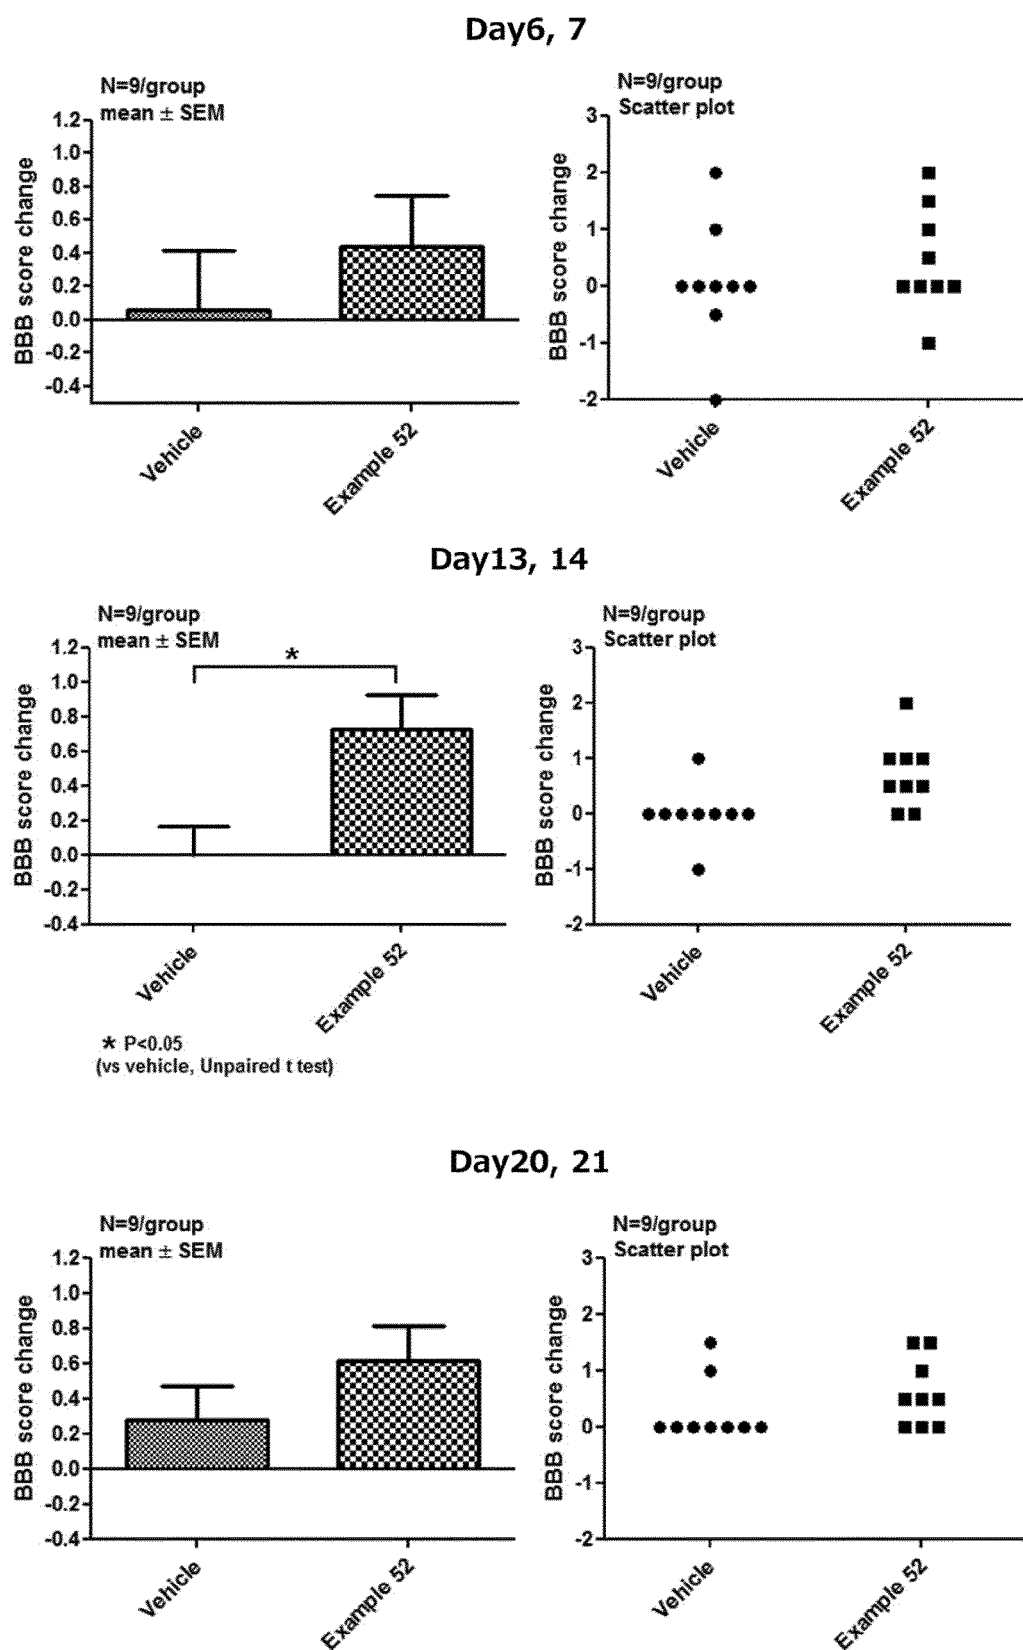 Day6, 7
N=9/group
mean ± SEM
BBB score change
1.2
1.0
0.8
0.6
0.4
0.2
0.0
-0.2
-0.4
Vehicle
Example 52
N=9/group
Scatter plot
BBB score change
3
2
1
0
-1
-2
Vehicle
Example 52
Day13, 14
N=9/group
mean ± SEM
BBB score change
1.2
1.0
0.8
0.6
0.4
0.2
0.0
-0.2
-0.4
*
Vehicle
Example 52
* P<0.05
(vs vehicle, Unpaired t test)
N=9/group
Scatter plot
BBB score change
3
2
1
0
-1
-2
Vehicle
Example 52
Day20, 21
N=9/group
mean ± SEM
BBB score change
1.2
1.0
0.8
0.6
0.4
0.2
0.0
-0.2
-0.4
Vehicle
Example 52
N=9/group
Scatter plot
BBB score change
3
2
1
0
-1
-2
Vehicle
Example 52